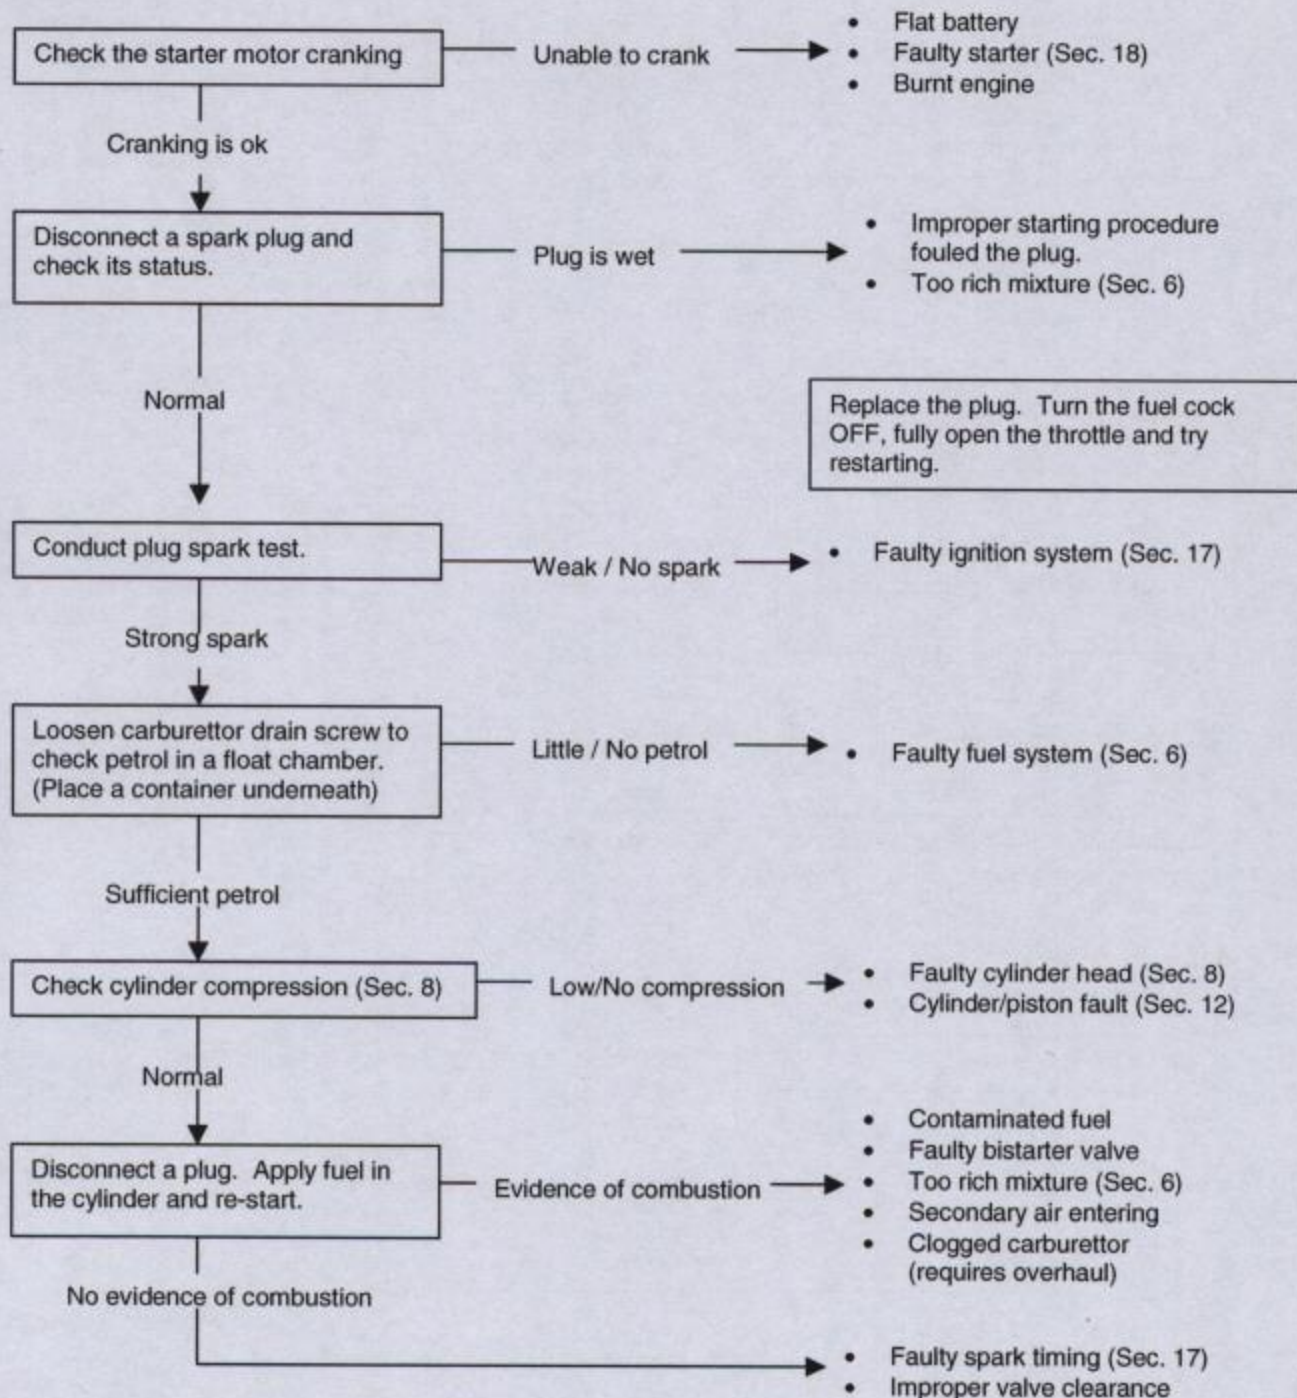 Check the starter motor cranking
Unable to crank
• Flat battery
• Faulty starter (Sec. 18)
• Burnt engine
Cranking is ok
Disconnect a spark plug and
check its status.
Plug is wet
• Improper starting procedure
fouled the plug.
• Too rich mixture (Sec. 6)
Normal
Replace the plug. Turn the fuel cock
OFF, fully open the throttle and try
restarting.
Conduct plug spark test.
Weak / No spark
• Faulty ignition system (Sec. 17)
Strong spark
Loosen carburettor drain screw to
check petrol in a float chamber.
(Place a container underneath)
Little / No petrol
• Faulty fuel system (Sec. 6)
Sufficient petrol
Check cylinder compression (Sec. 8)
Low/No compression
• Faulty cylinder head (Sec. 8)
• Cylinder/piston fault (Sec. 12)
Normal
Disconnect a plug. Apply fuel in
the cylinder and re-start.
Evidence of combustion
• Contaminated fuel
• Faulty bistarter valve
• Too rich mixture (Sec. 6)
• Secondary air entering
• Clogged carburettor
(requires overhaul)
No evidence of combustion
• Faulty spark timing (Sec. 17)
• Improper valve clearance